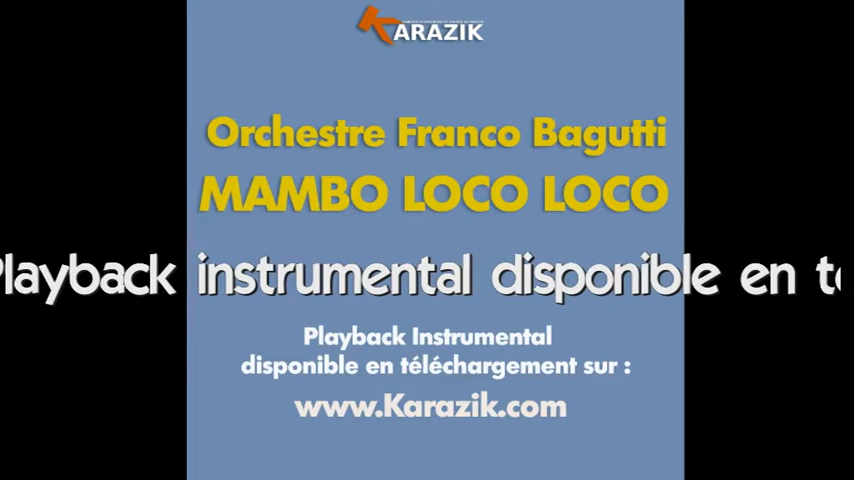 KARAZIK
Orchestre Franco Bagutti
MAMBO LOCO LOCO
Playback instrumental disponible en té
Playback Instrumental
disponible en téléchargement sur :
www.Karazik.com